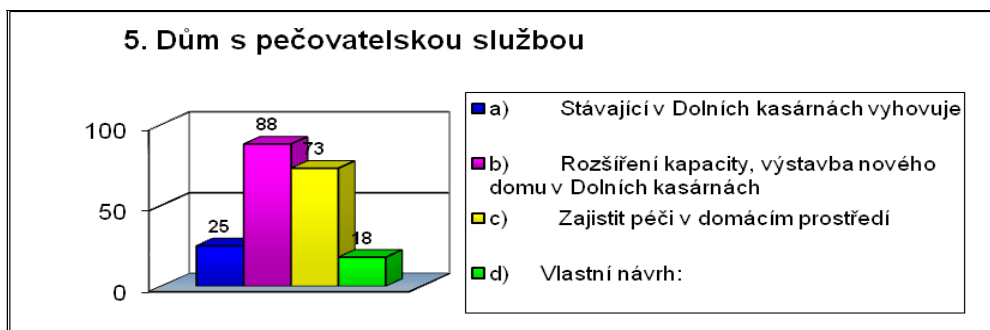 5. Dům s pečovatelskou službou
100
50
0
25
88
73
18
a) Stávající v Dolních kasárnách vyhovuje
b) Rozšíření kapacity, výstavba nového
domu v Dolních kasárnách
c) Zajistit péči v domácím prostředí
d) Vlastní návrh: